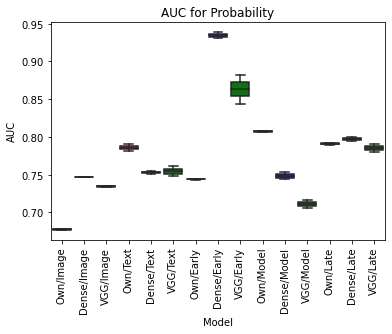 AUC for Probability
0.95
0.90
0.85
0.80
0.75
0.70
AUC
Own/Image
Dense/Image
VGG/Image
Own/Text
Dense/Text
VGG/Text
Own/Early
Dense/Early
VGG/Early
Own/Model
Dense/Model
VGG/Model
Own/Late
Dense/Late
VGG/Late
Model